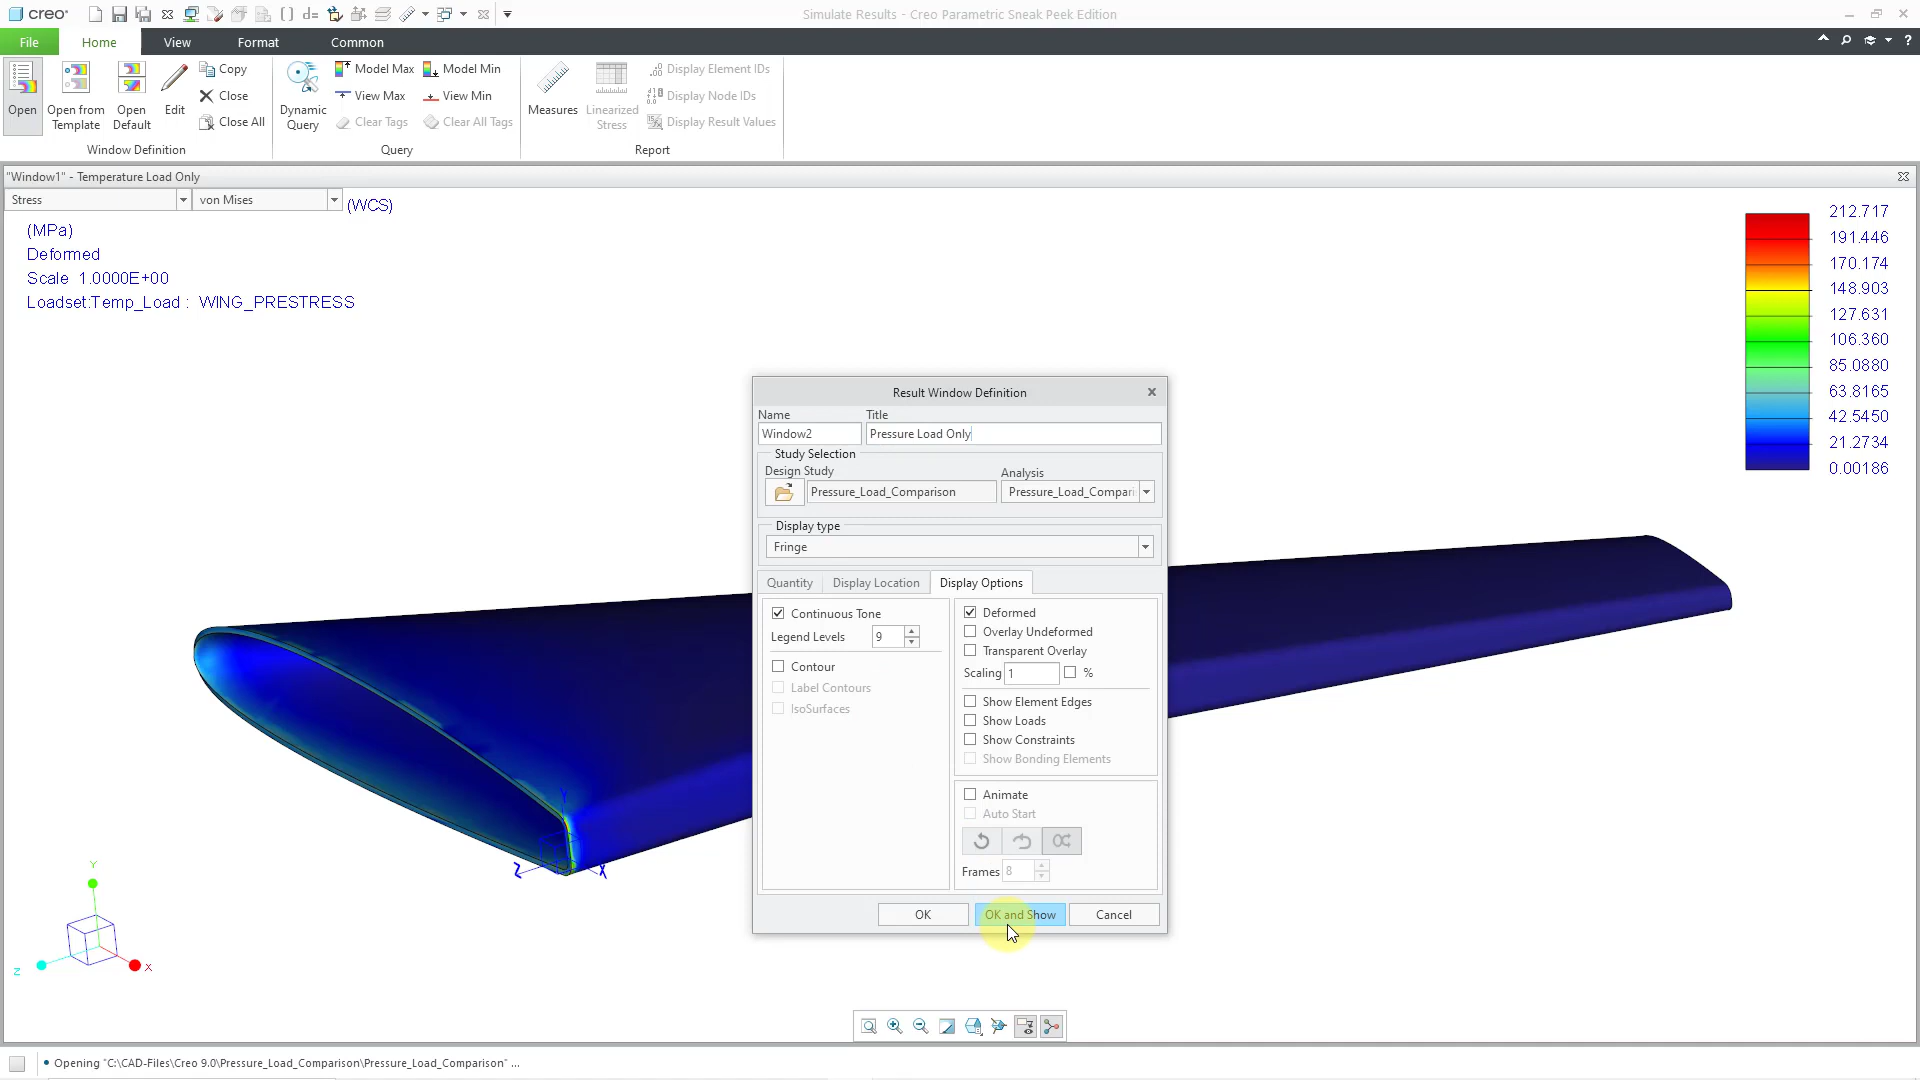 creo
Simulate Results - Creo Parametric Sneak Peek Edition
File
Home
View
Format
Common
Open
Open from
Template
Open
Default
Edit
Copy
Close
Close All
Window Definition
Dynamic
Query
Model Max
Model Min
View Max
View Min
Clear Tags
Clear All Tags
Query
Measures
Linearized
Stress
Display Element IDs
Display Node IDs
Display Result Values
Report
"Window1" - Temperature Load Only
Stress
von Mises
(WCS)
(MPa)
Deformed
Scale 1.0000E+00
Loadset:Temp_Load : WING_PRESTRESS
212.717
191.446
170.174
148.903
127.631
106.360
85.0880
63.8165
42.5450
21.2734
0.00186
Result Window Definition
Name
Title
Window2
Pressure Load Only
Study Selection
Design Study
Analysis
Pressure_Load_Comparison
Pressure_Load_Compari
Display type
Fringe
Quantity
Display Location
Display Options
Continuous Tone
Legend Levels 9
Contour
Label Contours
IsoSurfaces
Deformed
Overlay Undeformed
Transparent Overlay
Scaling 1 %
Show Element Edges
Show Loads
Show Constraints
Show Bonding Elements
Animate
Auto Start
Frames 8
OK
OK and Show
Cancel
Y
Z
X
Y
Z
X
• Opening "C:\CAD-Files\Creo 9.0\Pressure_Load_Comparison\Pressure_Load_Comparison" ...